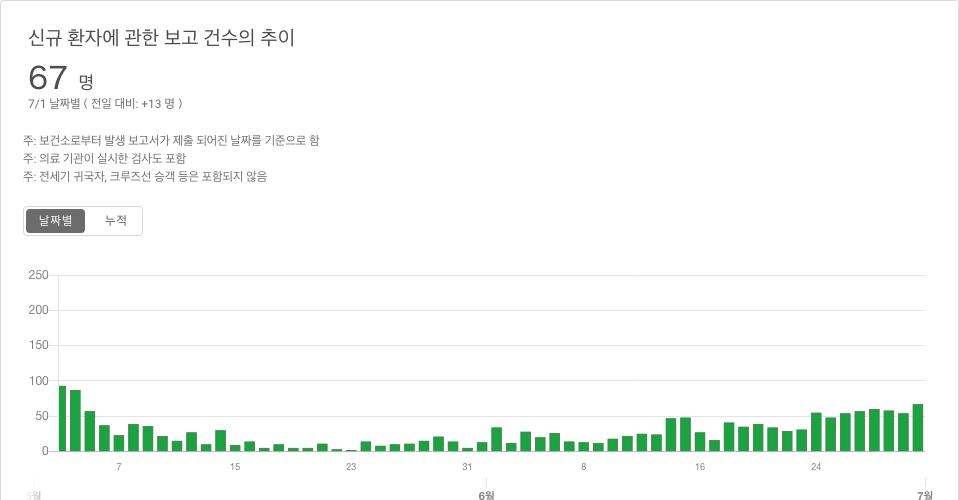 신규 환자에 관한 보고 건수의 추이
67 명
7/1 날짜별 ( 전일 대비: +13 명 )
주: 보건소로부터 발생 보고서가 제출 되어진 날짜를 기준으로 함
주: 의료 기관이 실시한 검사도 포함
주: 전세기 귀국자, 크루즈선 승객 등은 포함되지 않음
날짜별 누적
250
200
150
100
50
0
7 15 23 31 8 16 24
5월 6월 7월